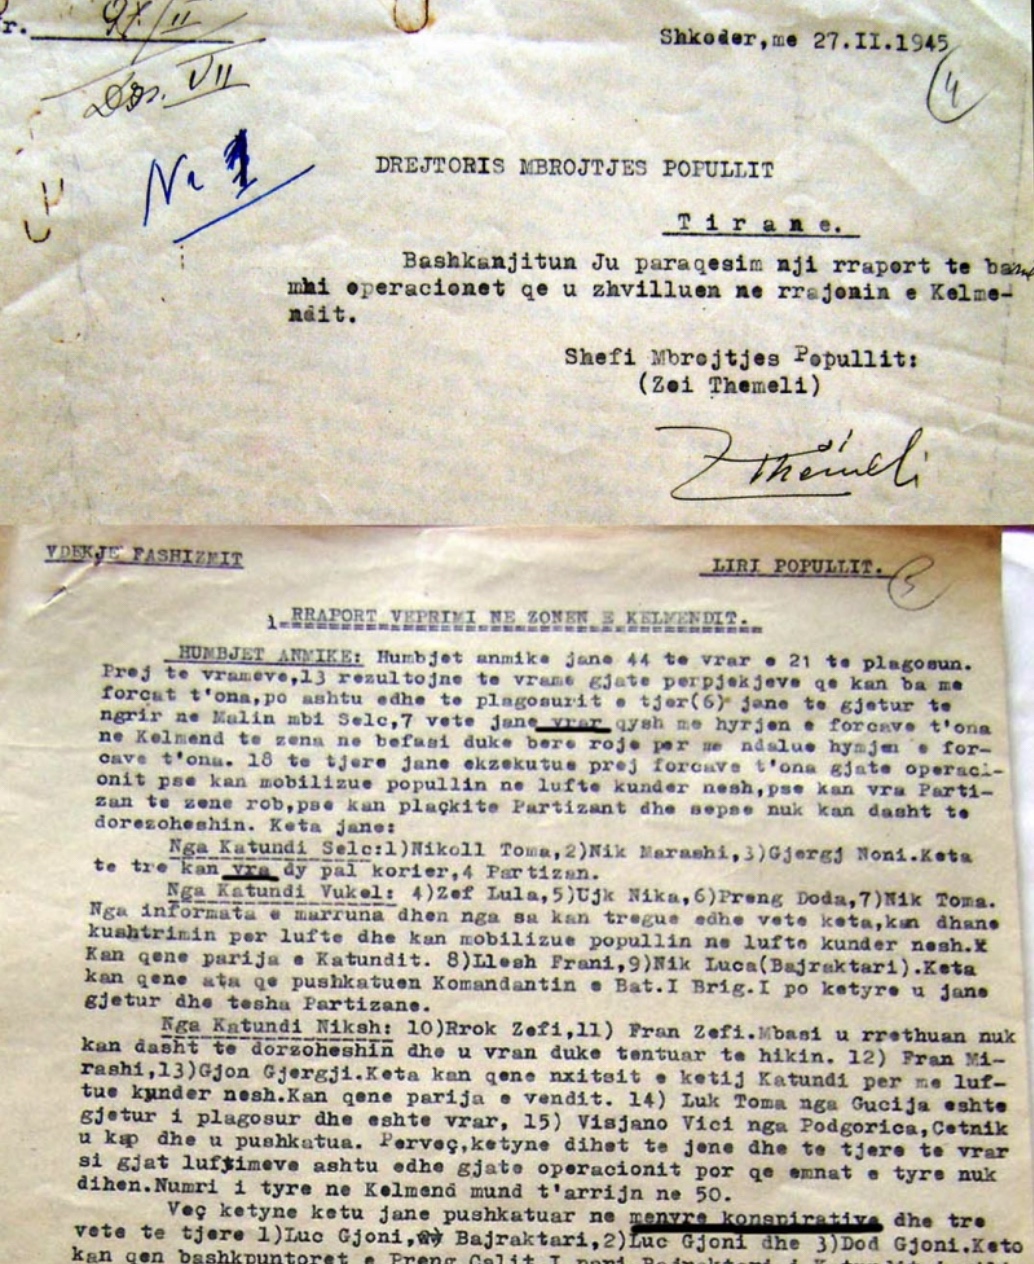 r. 97/II
Shkoder,me 27.II.1945
4
Dos. VII
Nr 1
DREJTORIS MBROJTJES POPULLIT
Tirane.
Bashkanjitun Ju paraqesim nji rraport te
mbi operacionet qe u zhvilluen ne rrajonin e Kelme-
ndit.
Shefi Mbrojtjes Popullit:
(Zoi Themeli)
Z Themeli
VDEKJE FASHIZMIT
LIRI POPULLIT.
1.RRAPORT VEPRIMI NE ZONEN E KELMENDIT.
HUMBJET ANMIKE: Humbjet anmike jane 44 te vrar e 21 te plagosun.
Prej te vrameve,13 rezultojne te vrame gjate perpjekjeve qe kan ba me
forcat t'ona,po ashtu edhe te plagosurit e tjer(6) jane te gjetur te
ngrir ne Malin mbi Selc,7 vete jane vrar qysh me hyrjen e forcave t'ona
ne Kelmend te zena ne befasi duke bere roje per me ndalue hymjen e for-
cave t'ona. 18 te tjere jane ekzekutue prej forcave t'ona gjate operaci-
onit pse kan mobilizue popullin ne lufte kunder nesh,pse kan vra Parti-
zan te zene rob,pse kan plaçkite Partizant dhe sepse nuk kan dasht te
dorezoheshin. Keta jane:
Nga Katundi Selc:1)Nikoll Toma,2)Nik Marashi,3)Gjergj Noni.Keta
te tre kan vra dy pal korier,4 Partizan.
Nga Katundi Vukel: 4)Zef Lula,5)Ujk Nika,6)Preng Doda,7)Nik Toma.
Nga informata e marruna dhen nga sa kan tregue edhe vete keta,kan dhane
kushtrimin per lufte dhe kan mobilizue popullin ne lufte kunder nesh.
Kan qene parija e Katundit. 8)Llesh Frani,9)Nik Luca(Bajraktari).Keta
kan qene ata qe pushkatuen Komandantin e Bat.I Brig.I po ketyre u jane
gjetur dhe tesha Partizane.
Nga Katundi Niksh: 10)Rrok Zefi,11) Fran Zefi.Mbasi u rrethuan nuk
kan dasht te dorzoheshin dhe u vran duke tentuar te hikin. 12) Fran Mi-
rashi,13)Gjon Gjergji.Keta kan qene nxitsit e ketij Katundi per me luf-
tue kunder nesh.Kan qene parija e vendit. 14) Luk Toma nga Gucija eshte
gjetur i plagosur dhe eshte vrar, 15) Visjano Vici nga Podgorica,Cetnik
u kap dhe u pushkatua. Perveç,ketyne dihet te jene dhe te tjere te vrar
si gjat luftimeve ashtu edhe gjate operacionit por qe emnat e tyre nuk
dihen.Numri i tyre ne Kelmend mund t'arrijn ne 50.
Veç ketyne ketu jane pushkatuar ne menyre konspirative dhe tre
vete te tjere 1)Luc Gjoni, Bajraktari,2)Luc Gjoni dhe 3)Dod Gjoni.Keto
kan qen bashkpuntoret e Preng Calit